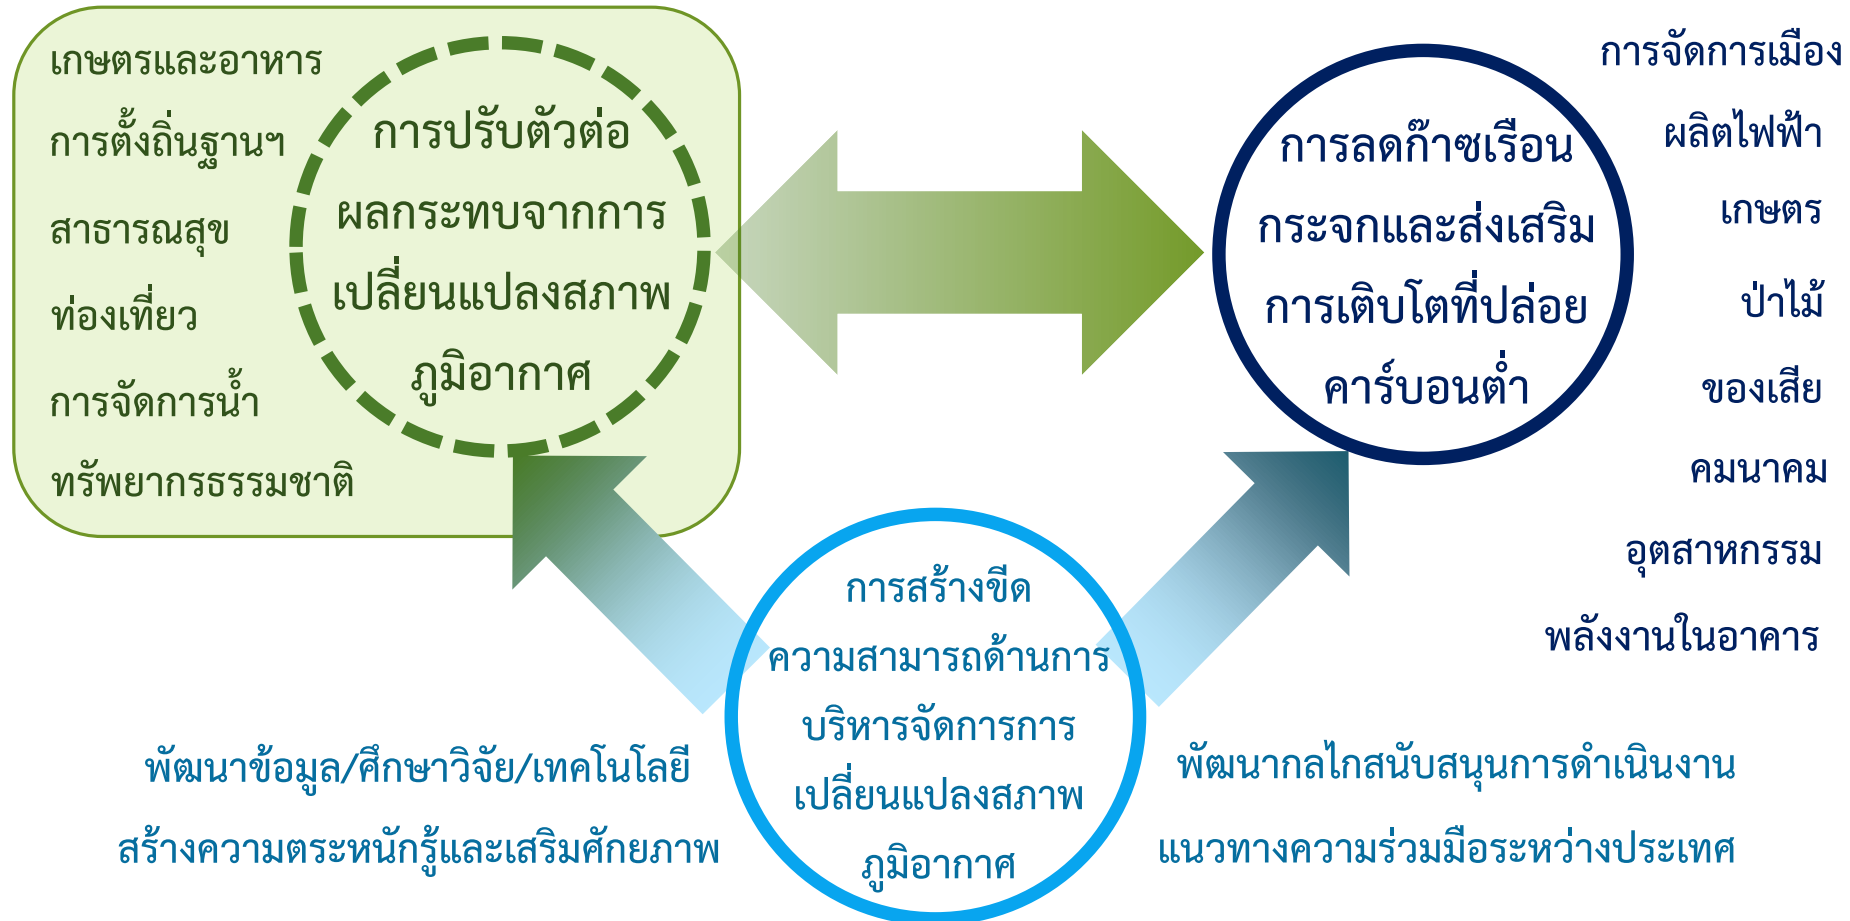 เกษตรและอาหาร
การตั้งถิ่นฐานฯ
สาธารณสุข
ท่องเที่ยว
การจัดการน้ำ
ทรัพยากรธรรมชาติ
การปรับตัวต่อ
ผลกระทบจากการ
เปลี่ยนแปลงสภาพ
ภูมิอากาศ
การลดก๊าซเรือน
กระจกและส่งเสริม
การเติบโตที่ปล่อย
คาร์บอนต่ำ
การจัดการเมือง
ผลิตไฟฟ้า
เกษตร
ป่าไม้
ของเสีย
คมนาคม
อุตสาหกรรม
พลังงานในอาคาร
การสร้างขีด
ความสามารถด้านการ
บริหารจัดการการ
เปลี่ยนแปลงสภาพ
ภูมิอากาศ
พัฒนาข้อมูล/ศึกษาวิจัย/เทคโนโลยี
สร้างความตระหนักรู้และเสริมศักยภาพ
พัฒนากลไกสนับสนุนการดำเนินงาน
แนวทางความร่วมมือระหว่างประเทศ